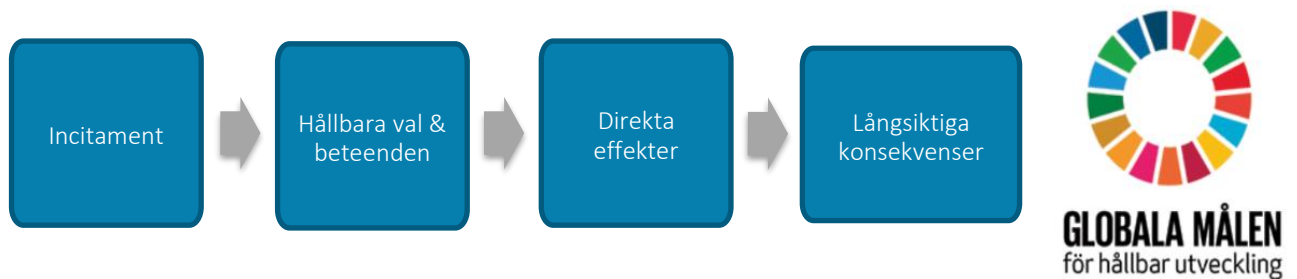 Incitament
Hållbara val &
beteenden
Direkta
effekter
Långsiktiga
konsekvenser
GLOBALA MÅLEN
för hållbar utveckling